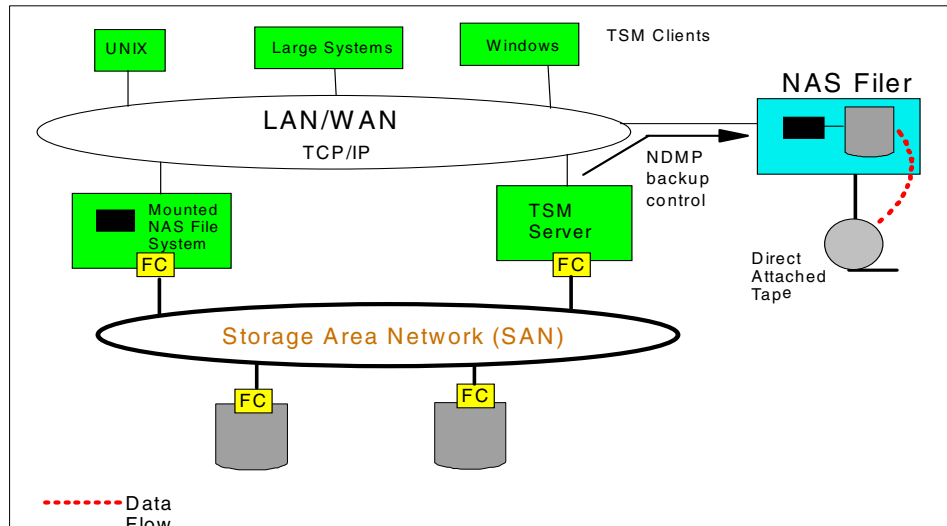 UNIX
Large Systems
Windows
TSM Clients
NAS Filer
LAN/WAN
TCP/IP
NDMP
backup
control
Mounted
NAS File
System
FC
TSM
Server
FC
Direct
Attached
Tape
Storage Area Network (SAN)
FC
FC
Data
Flow